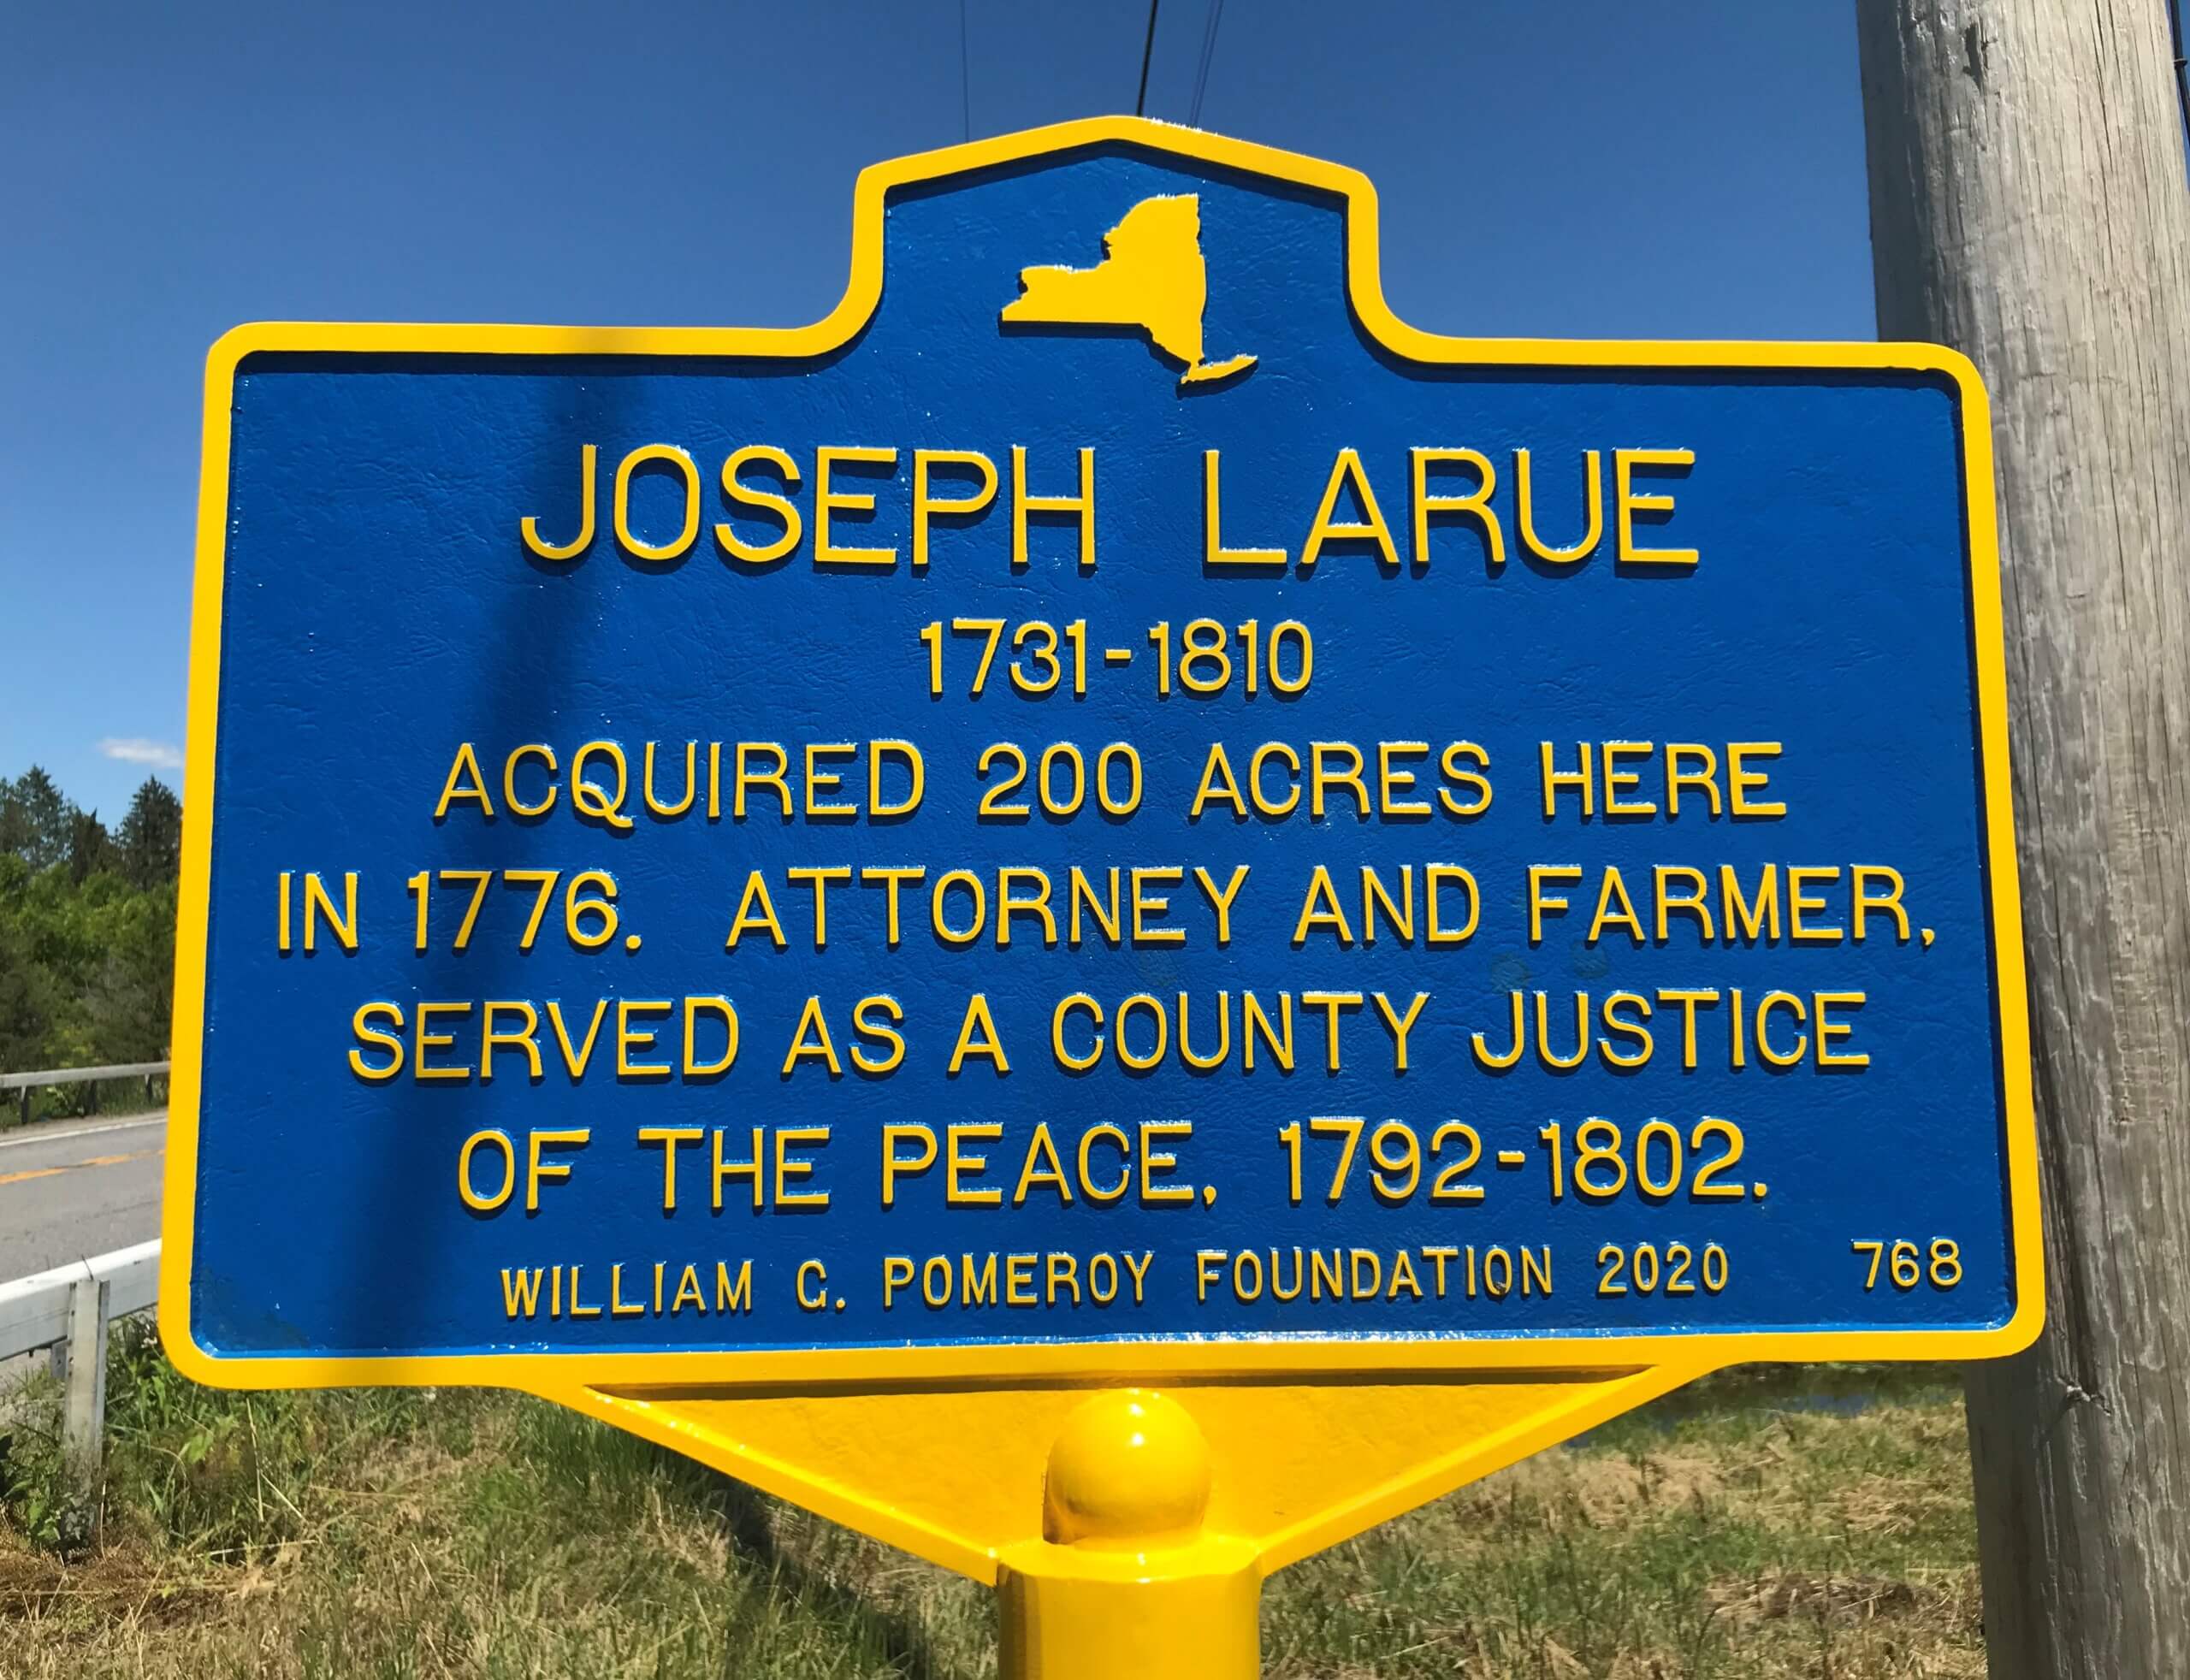 JOSEPH LARUE
1731-1810
ACQUIRED 200 ACRES HERE
IN 1776. ATTORNEY AND FARMER,
SERVED AS A COUNTY JUSTICE
OF THE PEACE, 1792-1802.
WILLIAM G. POMEROY FOUNDATION 2020 768